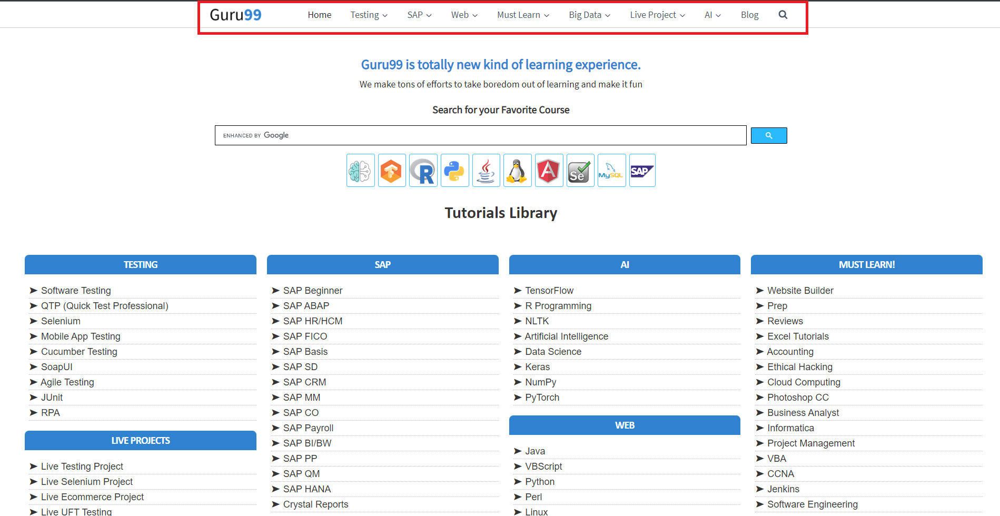 Guru99 Home Testing SAP Web Must Learn Big Data Live Project AI Blog
Guru99 is totally new kind of learning experience.
We make tons of efforts to take boredom out of learning and make it fun
Search for your Favorite Course
ENHANCED BY Google
R Se MySQL SAP
Tutorials Library
TESTING
Software Testing
QTP (Quick Test Professional)
Selenium
Mobile App Testing
Cucumber Testing
SoapUI
Agile Testing
JUnit
RPA
LIVE PROJECTS
Live Testing Project
Live Selenium Project
Live Ecommerce Project
Live UFT Testing
SAP
SAP Beginner
SAP ABAP
SAP HR/HCM
SAP FICO
SAP Basis
SAP SD
SAP CRM
SAP MM
SAP CO
SAP Payroll
SAP BI/BW
SAP PP
SAP QM
SAP HANA
Crystal Reports
AI
TensorFlow
R Programming
NLTK
Artificial Intelligence
Data Science
Keras
NumPy
PyTorch
WEB
Java
VBScript
Python
Perl
Linux
MUST LEARN!
Website Builder
Prep
Reviews
Excel Tutorials
Accounting
Ethical Hacking
Cloud Computing
Photoshop CC
Business Analyst
Informatica
Project Management
VBA
CCNA
Jenkins
Software Engineering